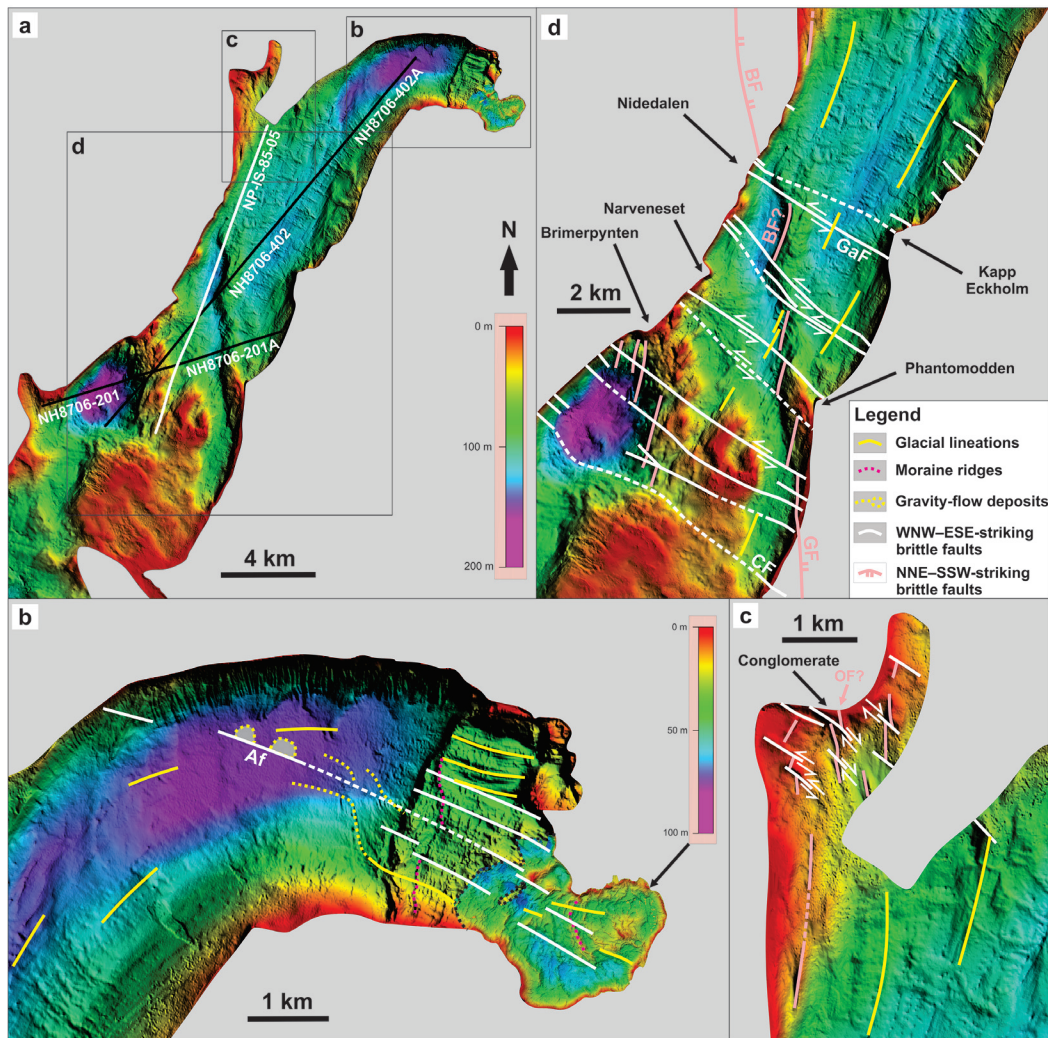 a
c
b
d
NH8706-402A
NP-IS-85-05
NH8706-402
NH8706-201A
NH8706-201
N
0 m
100 m
200 m
4 km
d
BF
Nidedalen
Narveneset
Brimerpynten
BF?
GaF
2 km
Kapp
Eckholm
Phantomodden
GF
CF
Legend
Glacial lineations
Moraine ridges
Gravity-flow deposits
WNW–ESE-striking
brittle faults
NNE–SSW-striking
brittle faults
b
Af
0 m
50 m
100 m
1 km
c
1 km
Conglomerate
OF?